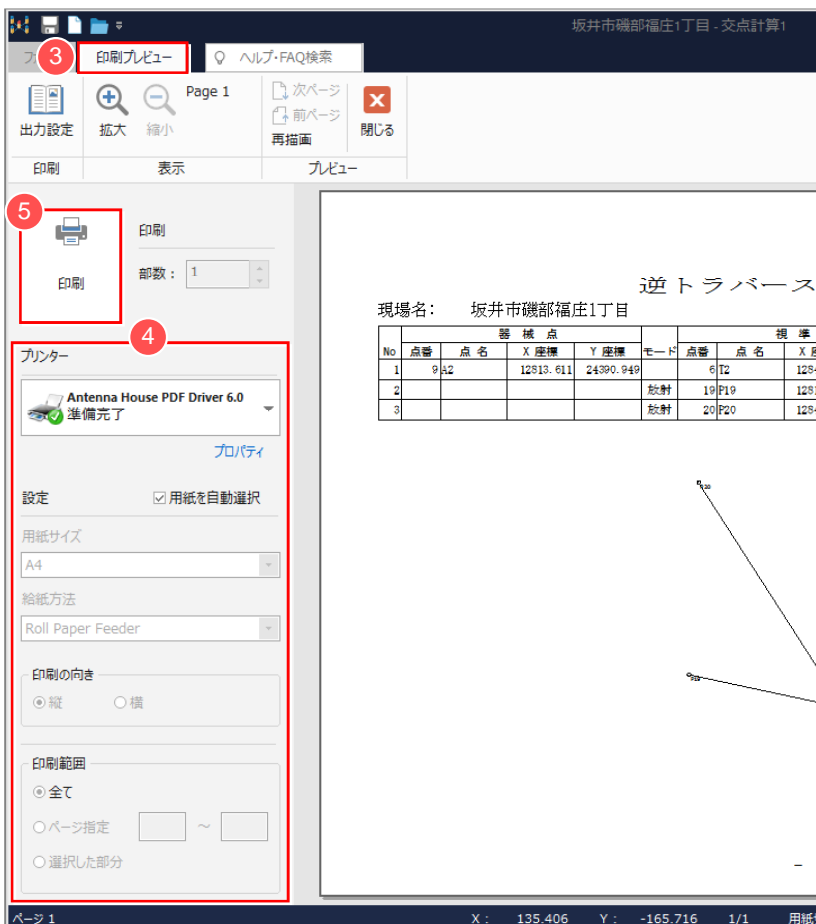 坂井市磯部福庄1丁目 - 交点計算1
3
印刷プレビュー
ヘルプ・FAQ検索
出力設定
拡大
縮小
Page 1
次ページ
前ページ
再描画
閉じる
印刷
表示
プレビュー
5
印刷
印刷
部数：
1
4
プリンター
Antenna House PDF Driver 6.0
準備完了
プロパティ
設定
用紙を自動選択
用紙サイズ
A4
給紙方法
Roll Paper Feeder
印刷の向き
縦 横
印刷範囲
全て
ページ指定 ～
選択した部分
逆トラバース
現場名: 坂井市磯部福庄1丁目
器 械 点 視 準
No 点番 点 名 X 座標 Y 座標 モード 点番 点 名 X
1 9 A2 12813.611 24390.949 6 T2 128
2 放射 19 P19 128
3 放射 20 P20 128
P20
P19
ページ 1 X : 135.406 Y : -165.716 1/1 用紙